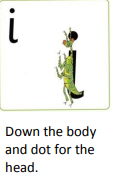 i
Down the body
and dot for the
head.